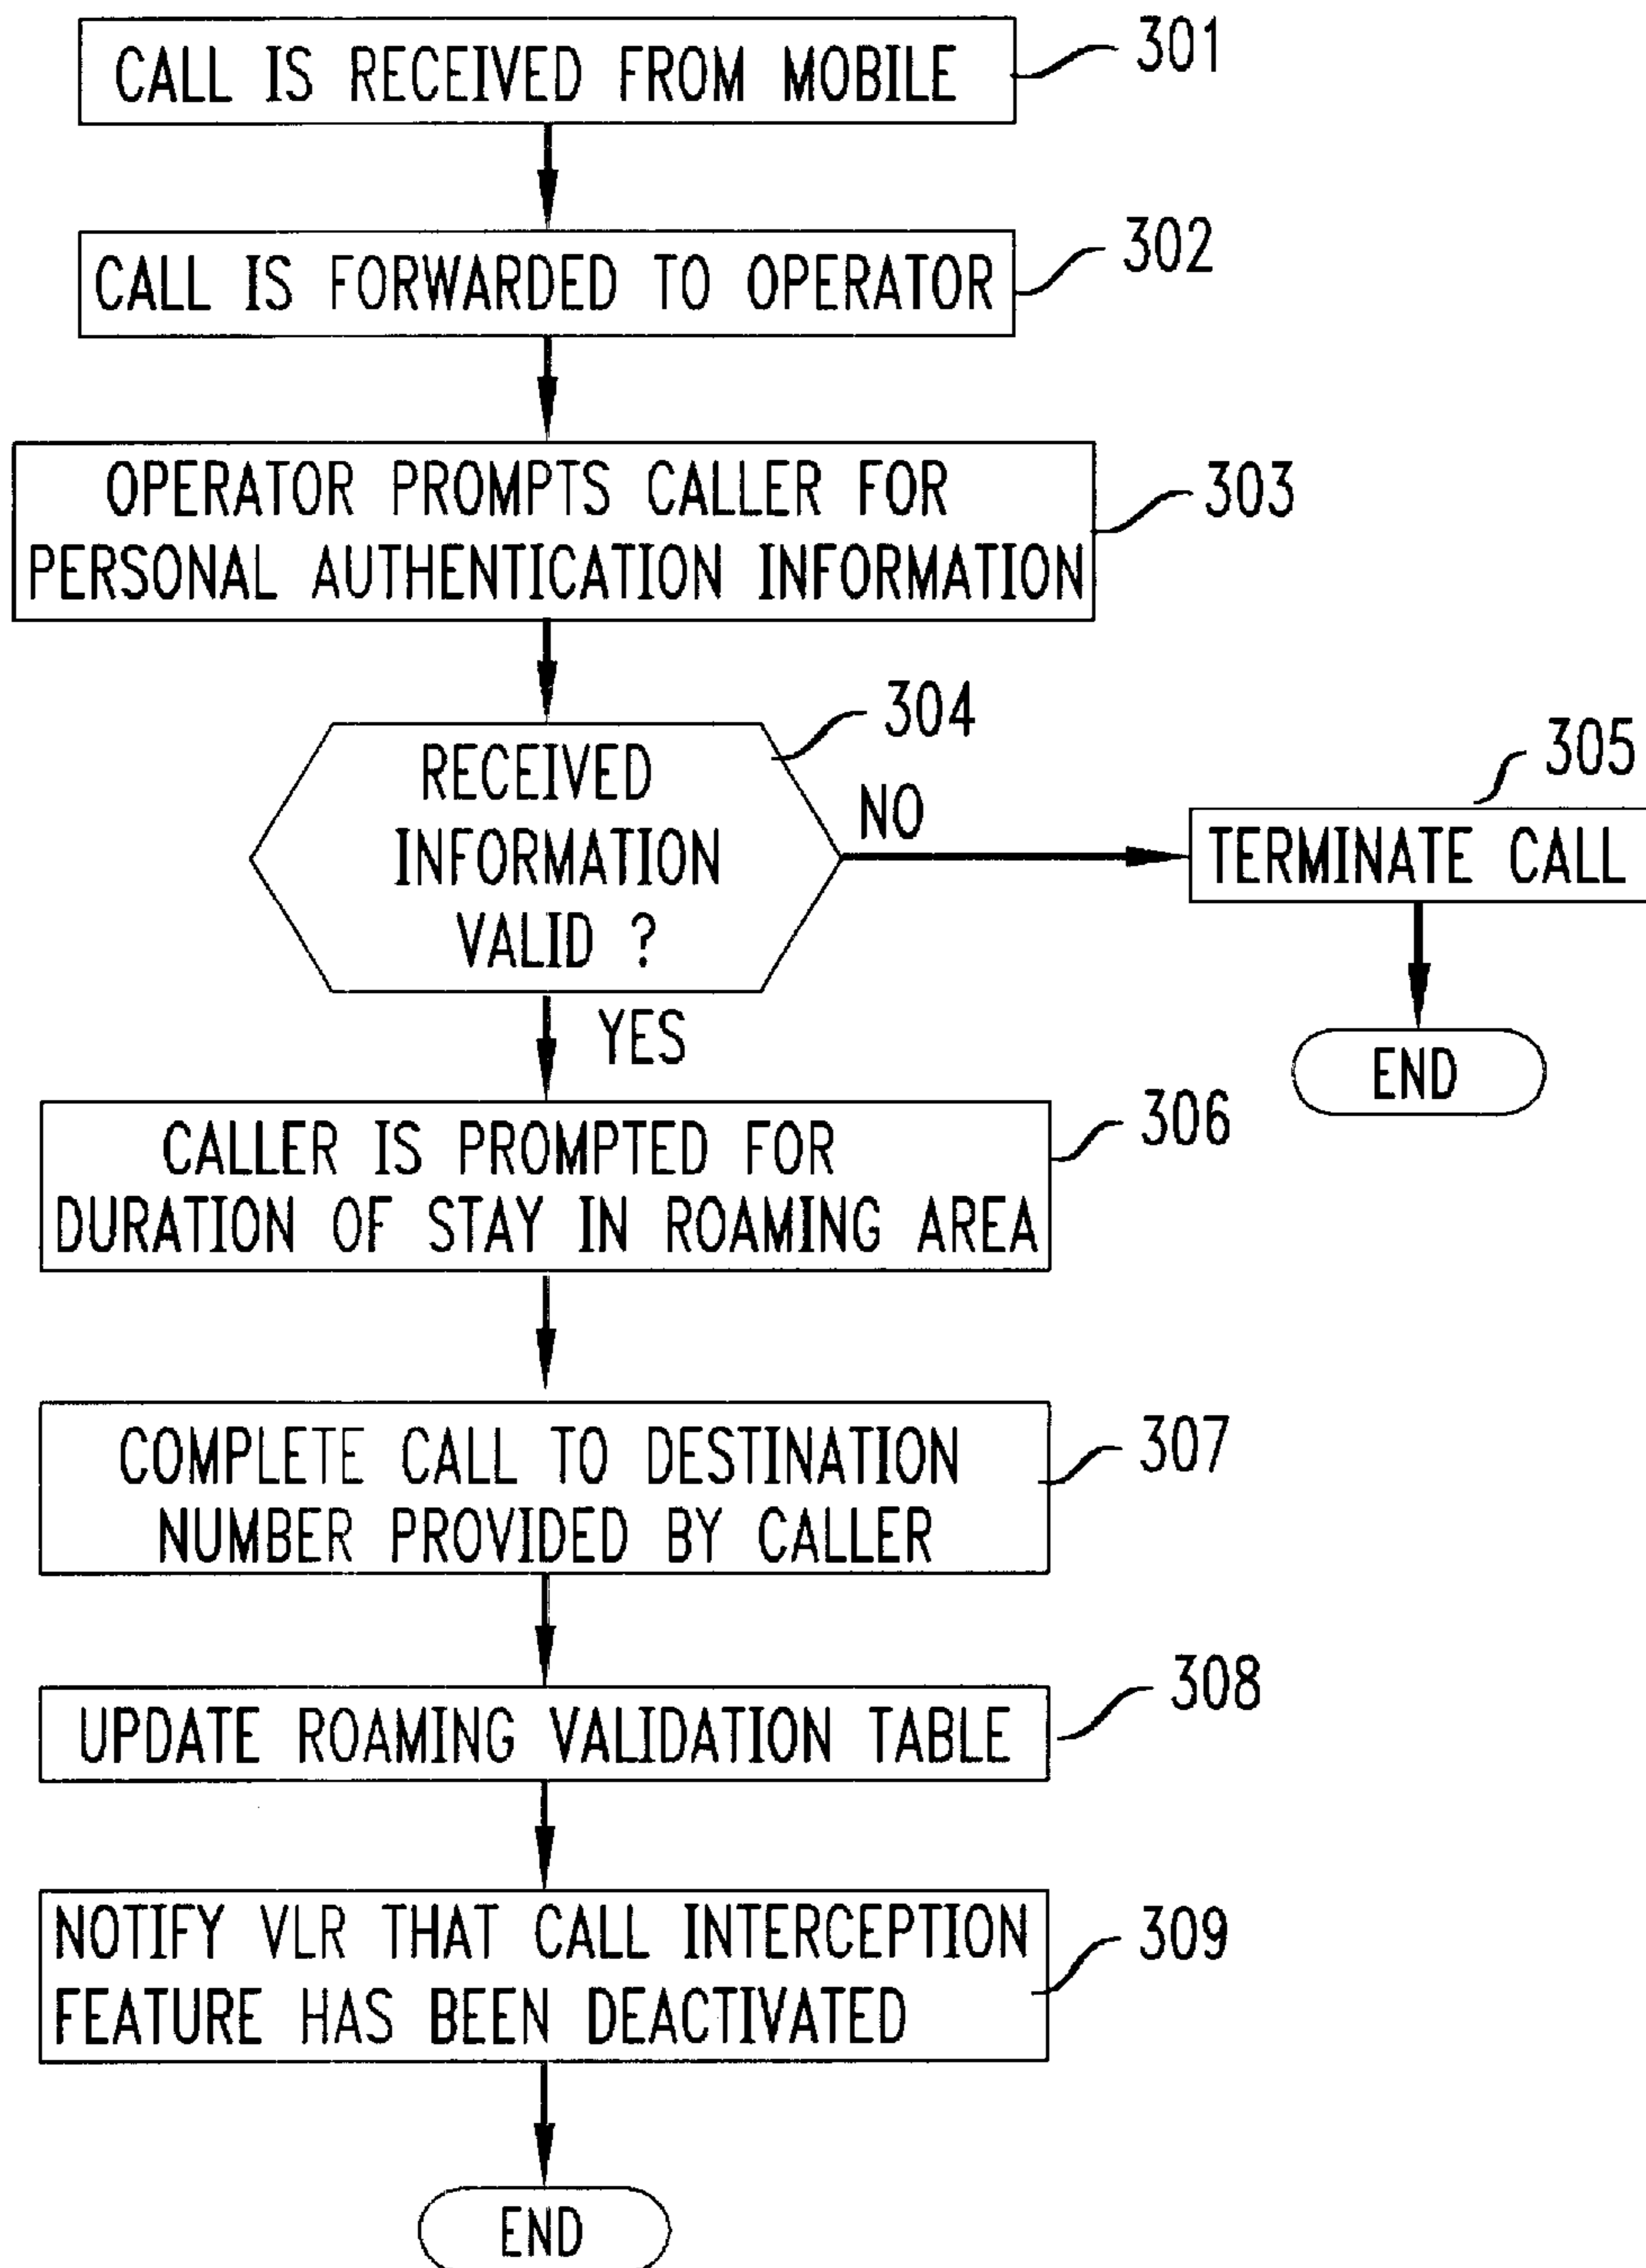 CALL IS RECEIVED FROM MOBILE
301
CALL IS FORWARDED TO OPERATOR
302
OPERATOR PROMPTS CALLER FOR
PERSONAL AUTHENTICATION INFORMATION
303
304
RECEIVED
INFORMATION
VALID ?
NO
305
TERMINATE CALL
END
YES
CALLER IS PROMPTED FOR
DURATION OF STAY IN ROAMING AREA
306
COMPLETE CALL TO DESTINATION
NUMBER PROVIDED BY CALLER
307
UPDATE ROAMING VALIDATION TABLE
308
NOTIFY VLR THAT CALL INTERCEPTION
FEATURE HAS BEEN DEACTIVATED
309
END